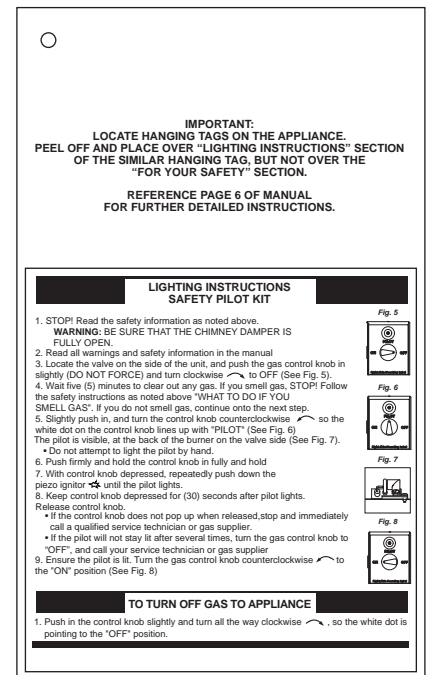 IMPORTANT:
LOCATE HANGING TAGS ON THE APPLIANCE.
PEEL OFF AND PLACE OVER “LIGHTING INSTRUCTIONS” SECTION
OF THE SIMILAR HANGING TAG, BUT NOT OVER THE
“FOR YOUR SAFETY” SECTION.
REFERENCE PAGE 6 OF MANUAL
FOR FURTHER DETAILED INSTRUCTIONS.
LIGHTING INSTRUCTIONS
SAFETY PILOT KIT
1. STOP! Read the safety information as noted above.
WARNING: BE SURE THAT THE CHIMNEY DAMPER IS
FULLY OPEN.
2. Read all warnings and safety information in the manual
3. Locate the valve on the side of the unit, and push the gas control knob in
slightly (DO NOT FORCE) and turn clockwise to OFF (See Fig. 5).
4. Wait five (5) minutes to clear out any gas. If you smell gas, STOP! Follow
the safety instructions as noted above "WHAT TO DO IF YOU
SMELL GAS". If you do not smell gas, continue onto the next step.
5. Slightly push in, and turn the control knob counterclockwise so the
white dot on the control knob lines up with "PILOT" (See Fig. 6)
The pilot is visible, at the back of the burner on the valve side (See Fig. 7).
• Do not attempt to light the pilot by hand.
6. Push firmly and hold the control knob in fully and hold
7. With control knob depressed, repeatedly push down the
piezo ignitor until the pilot lights.
8. Keep control knob depressed for (30) seconds after pilot lights.
Release control knob.
• If the control knob does not pop up when released,stop and immediately
call a qualified service technician or gas supplier.
• If the pilot will not stay lit after several times, turn the gas control knob to
"OFF", and call your service technician or gas supplier
9. Ensure the pilot is lit. Turn the gas control knob counterclockwise to
the "ON" position (See Fig. 8)
Fig. 5
PILOT
ON OFF
Fig. 6
PILOT
ON OFF
Fig. 7
Fig. 8
PILOT
ON OFF
TO TURN OFF GAS TO APPLIANCE
1. Push in the control knob slightly and turn all the way clockwise , so the white dot is
pointing to the "OFF" position.